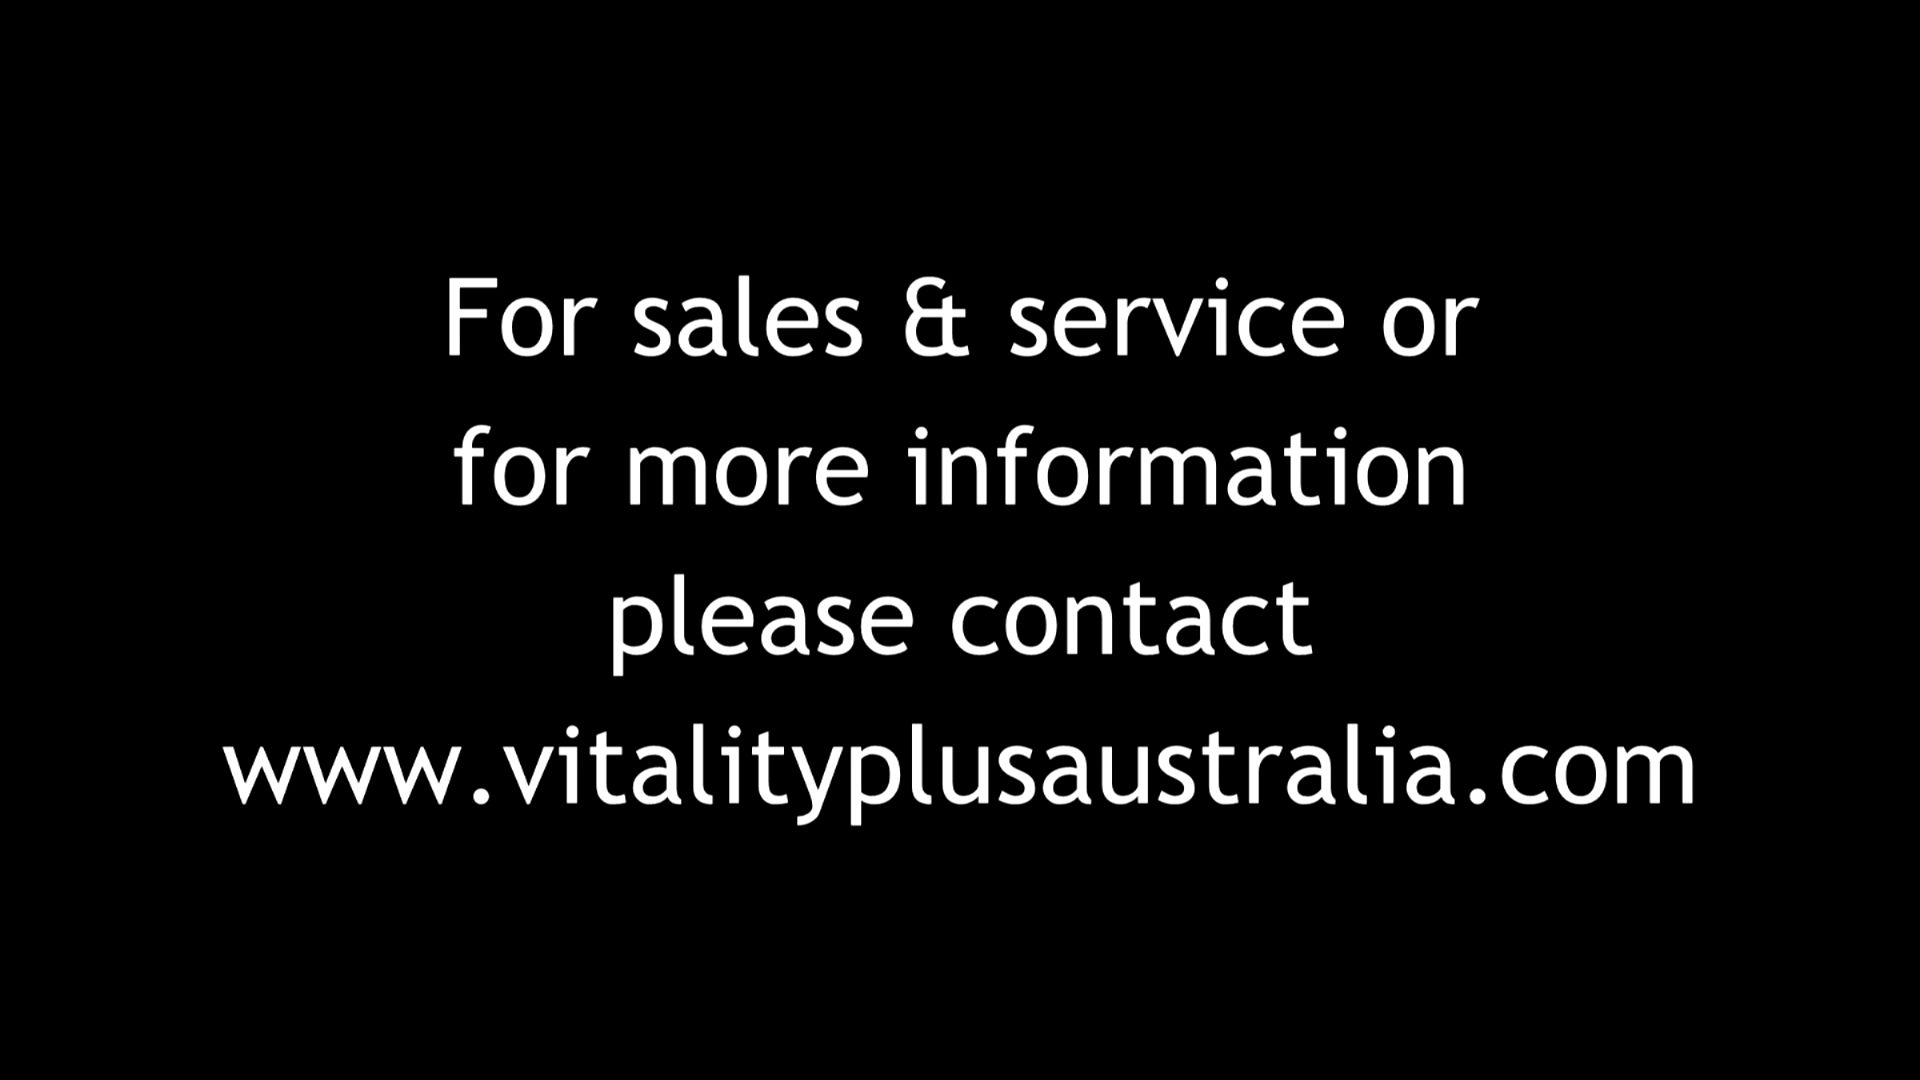 For sales & service or
for more information
please contact
www.vitalityplusaustralia.com